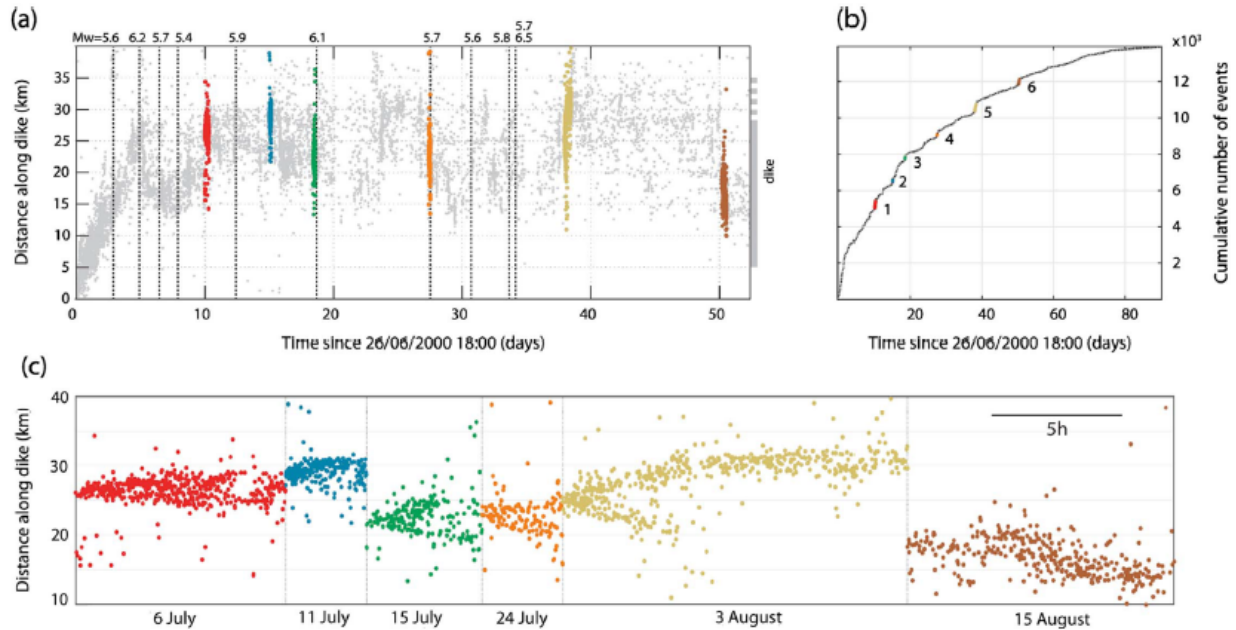 (a)
Mw=5.6 6.2 5.7 5.4 5.9 6.1 5.7 5.6 5.8 5.7 6.5
35
30
25
20
15
10
5
0
Distance along dike (km)
dike
0 10 20 30 40 50
Time since 26/06/2000 18:00 (days)
(b)
x10³
12
10
8
6
4
2
Cumulative number of events
1
2
3
4
5
6
20 40 60 80
Time since 26/06/2000 18:00 (days)
(c)
40
30
20
10
Distance along dike (km)
5h
6 July 11 July 15 July 24 July 3 August 15 August